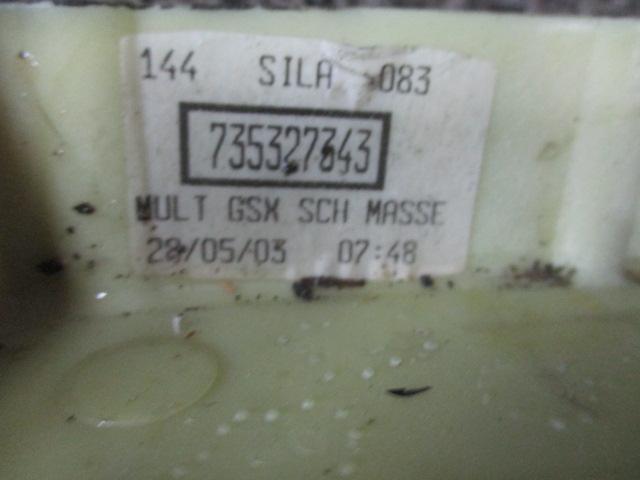 144 SILA 083
735327343
MULT GSX SCH MASSE
28/05/03 07:48